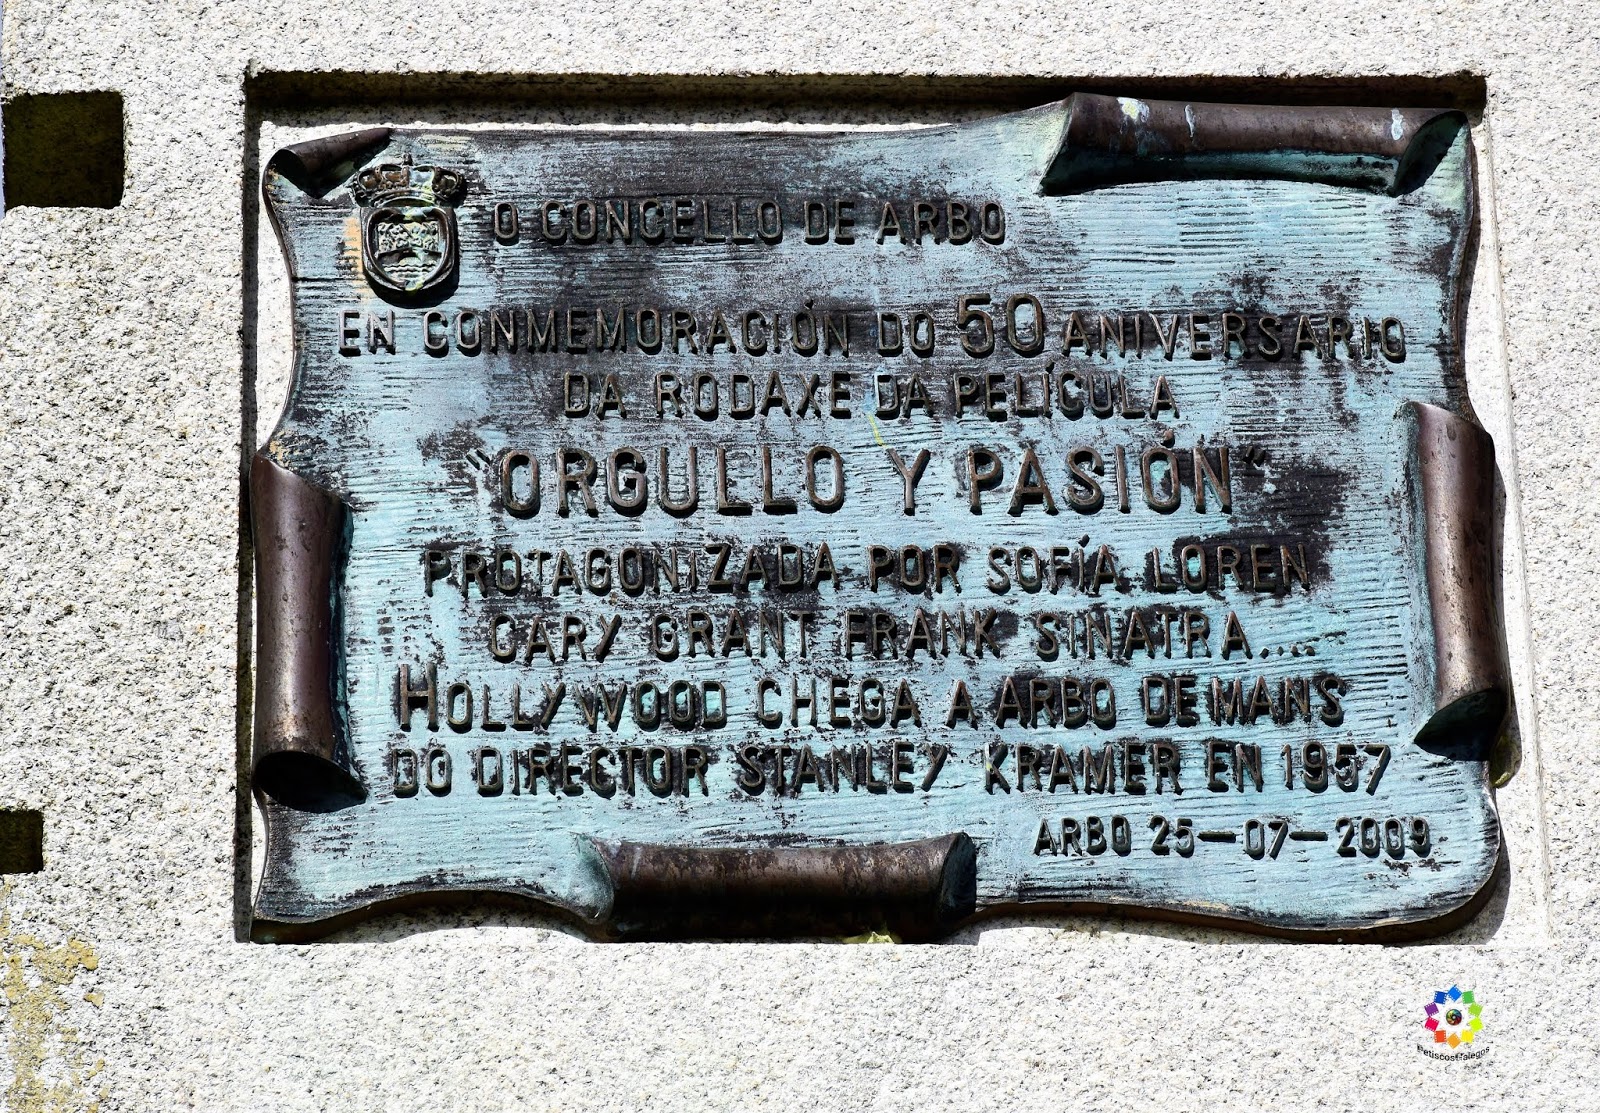 O CONCELLO DE ARBO
EN CONMEMORACIÓN DO 50 ANIVERSARIO
DA RODAXE DA PELÍCULA
"ORGULLO Y PASIÓN"
PROTAGONIZADA POR SOFÍA LOREN
CARY GRANT FRANK SINATRA....
HOLLYWOOD CHEGA A ARBO DE MANS
DO DIRECTOR STANLEY KRAMER EN 1957
ARBO 25-07-2009